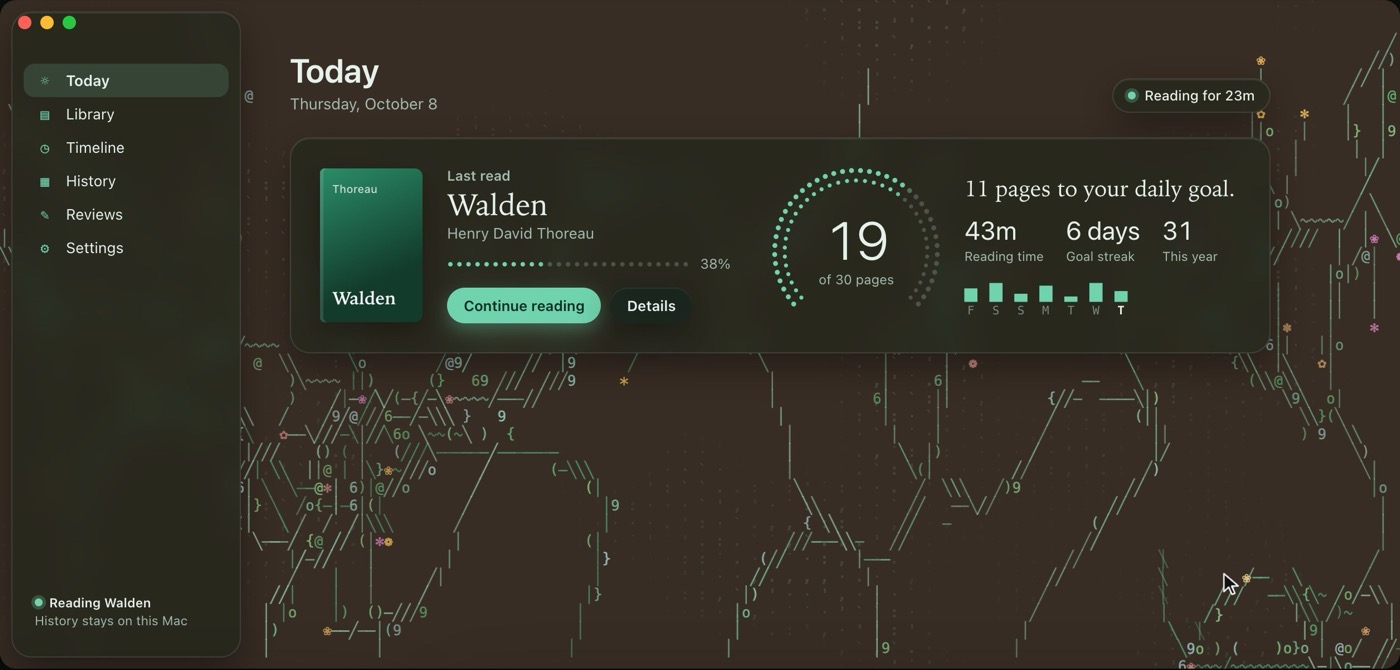 Today
Library
Timeline
History
Reviews
Settings
Reading Walden
History stays on this Mac
Today
Thursday, October 8
Reading for 23m
Thoreau
Walden
Last read
Walden
Henry David Thoreau
38%
Continue reading
Details
19
of 30 pages
11 pages to your daily goal.
43m
Reading time
6 days
Goal streak
31
This year
F S S M T W T